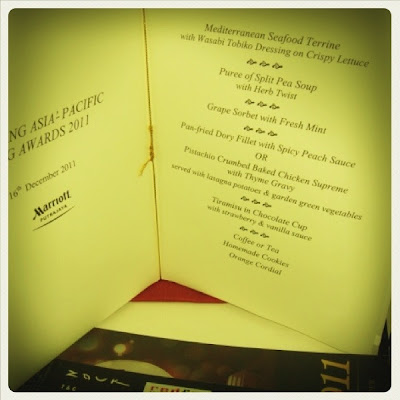 NG ASIA-PACIFIC
G AWARDS 2011
16th December 2011
Marriott
PUTRAJAYA
Mediterranean Seafood Terrine
with Wasabi Tobiko Dressing on Crispy Lettuce
Puree of Split Pea Soup
with Herb Twist
Grape Sorbet with Fresh Mint
Pan-fried Dory Fillet with Spicy Peach Sauce
OR
Pistachio Crumbed Baked Chicken Supreme
with Thyme Gravy
served with lasagna potatoes & garden green vegetables
Tiramisu in Chocolate Cup
with strawberry & vanilla sauce
Coffee or Tea
Homemade Cookies
Orange Cordial
011